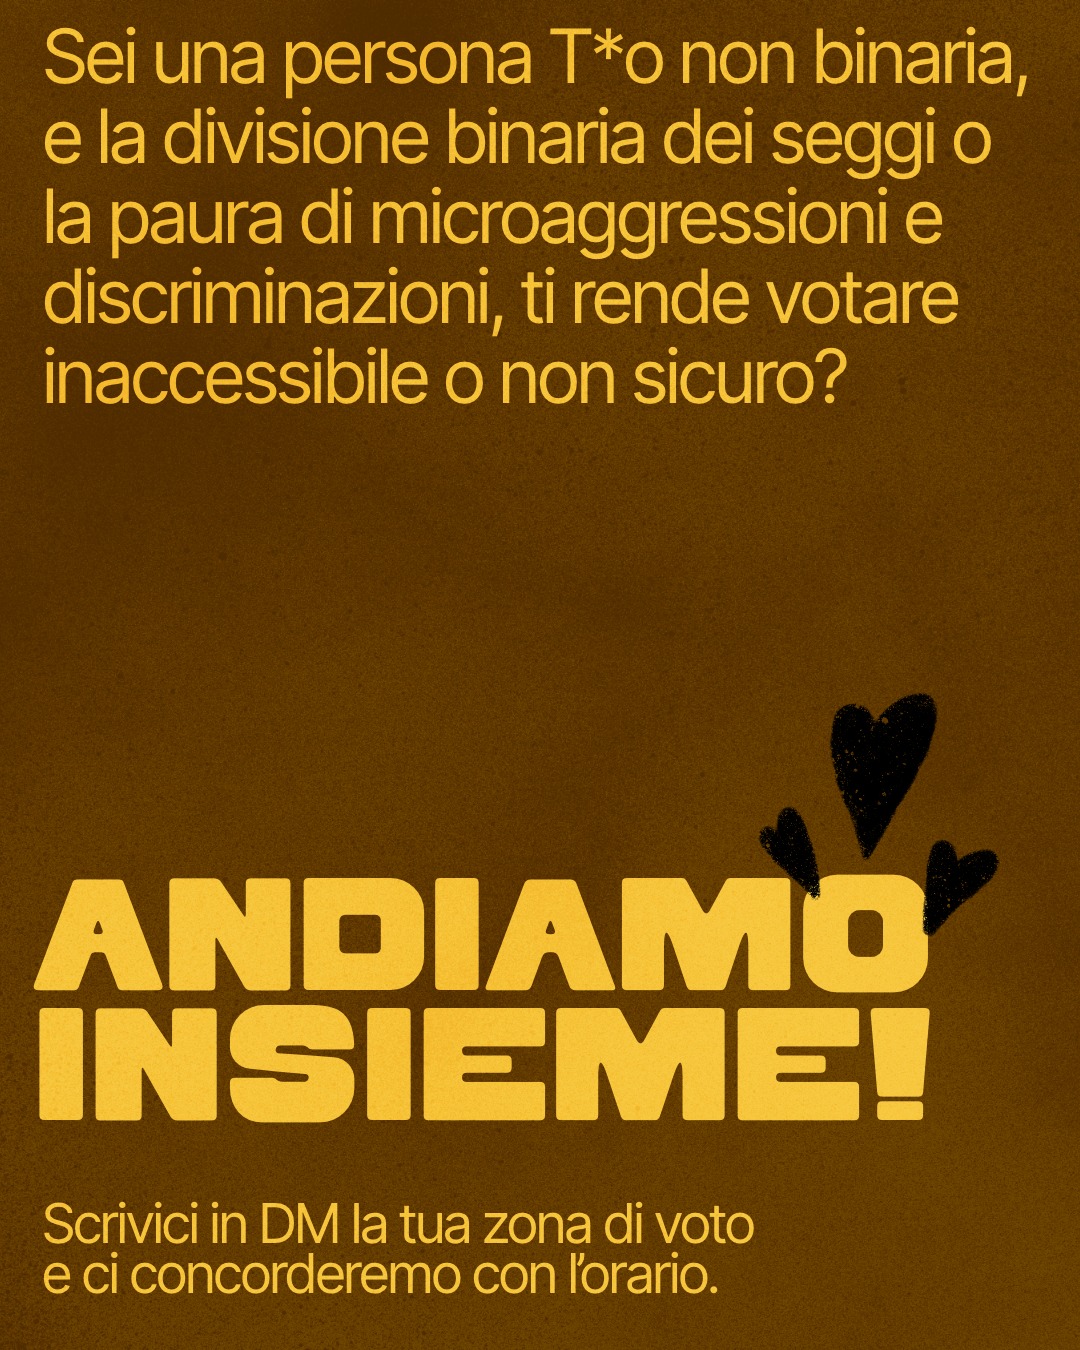 Sei una persona T*o non binaria,
e la divisione binaria dei seggi o
la paura di microaggressioni e
discriminazioni, ti rende votare
inaccessibile o non sicuro?
ANDIAMO
INSIEME!
Scrivici in DM la tua zona di voto
e ci concorderemo con l'orario.